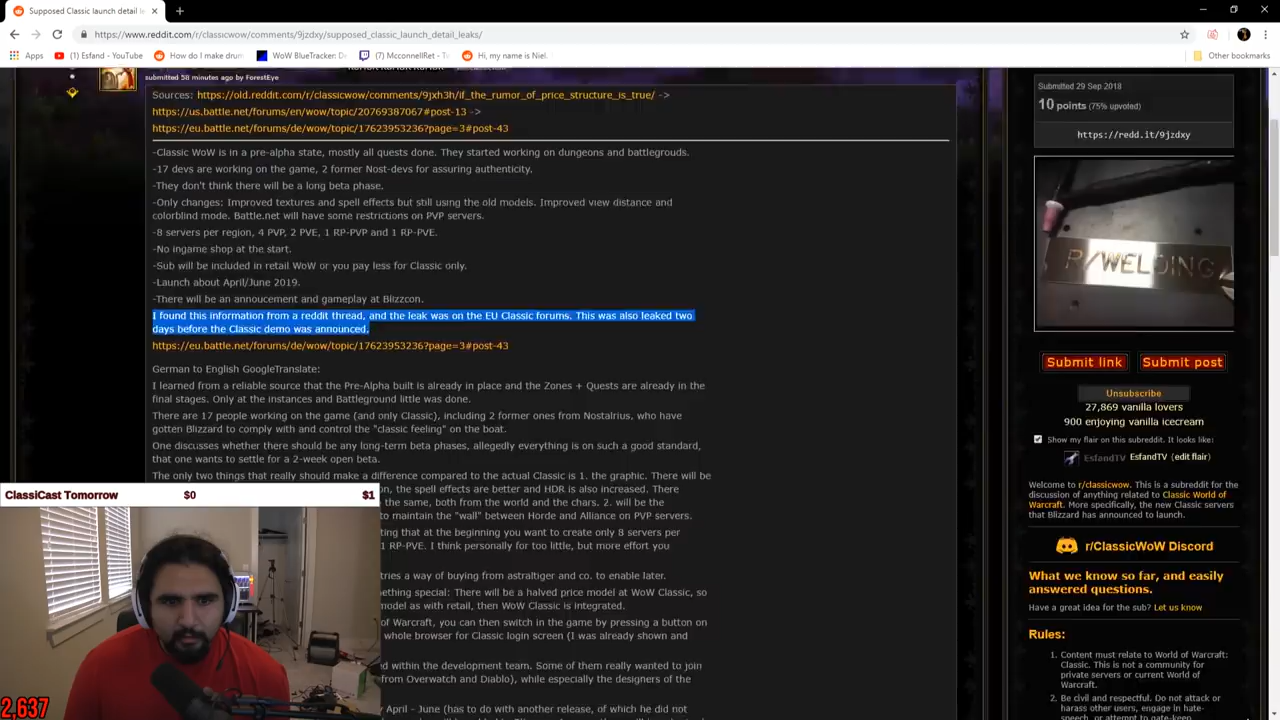 Supposed Classic launch detail le
https://www.reddit.com/r/classicwow/comments/9jzdxy/supposed_classic_launch_detail_leaks/
Apps
(1) Esfand - YouTube
How do I make drum
WoW BlueTracker: D
(7) McconnellRet - Tw
Hi, my name is Niel.
Other bookmarks
submitted 58 minutes ago by ForestEye
Sources: https://old.reddit.com/r/classicwow/comments/9jxh3h/if_the_rumor_of_price_structure_is_true/ ->
https://us.battle.net/forums/en/wow/topic/20769387067#post-13 ->
https://eu.battle.net/forums/de/wow/topic/17623953236?page=3#post-43
-Classic WoW is in a pre-alpha state, mostly all quests done. They started working on dungeons and battlegrouds.
-17 devs are working on the game, 2 former Nost-devs for assuring authenticity.
-They don't think there will be a long beta phase.
-Only changes: Improved textures and spell effects but still using the old models. Improved view distance and
colorblind mode. Battle.net will have some restrictions on PVP servers.
-8 servers per region, 4 PVP, 2 PVE, 1 RP-PVP and 1 RP-PVE.
-No ingame shop at the start.
-Sub will be included in retail WoW or you pay less for Classic only.
-Launch about April/June 2019.
-There will be an annoucement and gameplay at Blizzcon.
I found this information from a reddit thread, and the leak was on the EU Classic forums. This was also leaked two
days before the Classic demo was announced.
https://eu.battle.net/forums/de/wow/topic/17623953236?page=3#post-43
German to English GoogleTranslate:
I learned from a reliable source that the Pre-Alpha built is already in place and the Zones + Quests are already in the
final stages. Only at the instances and Battleground little was done.
There are 17 people working on the game (and only Classic), including 2 former ones from Nostalrius, who have
gotten Blizzard to comply with and control the "classic feeling" on the boat.
One discusses whether there should be any long-term beta phases, allegedly everything is on such a good standard,
that one wants to settle for a 2-week open beta.
The only two things that really should make a difference compared to the actual Classic is 1. the graphic. There will be
on, the spell effects are better and HDR is also increased. There
the same, both from the world and the chars. 2. will be the
to maintain the "wall" between Horde and Alliance on PVP servers.
ting that at the beginning you want to create only 8 servers per
1 RP-PVE. I think personally for too little, but more effort you
tries a way of buying from astraltiger and co. to enable later.
ething special: There will be a halved price model at WoW Classic, so
model as with retail, then WoW Classic is integrated.
of Warcraft, you can then switch in the game by pressing a button on
whole browser for Classic login screen (I was already shown and
d within the development team. Some of them really wanted to join
from Overwatch and Diablo), while especially the designers of the
y April - June (has to do with another release, of which he did not
ClassiCast Tomorrow $0 $1
2,637
Submitted 29 Sep 2018
10 points (75% upvoted)
https://redd.it/9jzdxy
R/WELDING
Submit link
Submit post
Unsubscribe
27,869 vanilla lovers
900 enjoying vanilla icecream
Show my flair on this subreddit. It looks like:
EsfandTV EsfandTV (edit flair)
Welcome to r/classicwow. This is a subreddit for the
discussion of anything related to Classic World of
Warcraft. More specifically, the new Classic servers
that Blizzard has announced to launch.
r/ClassicWoW Discord
What we know so far, and easily
answered questions.
Have a great idea for the sub? Let us know
Rules:
1. Content must relate to World of Warcraft:
Classic. This is not a community for
private servers or current World of
Warcraft.
2. Be civil and respectful. Do not attack or
harass other users, engage in hate-
speech, or attempt to gate-keep